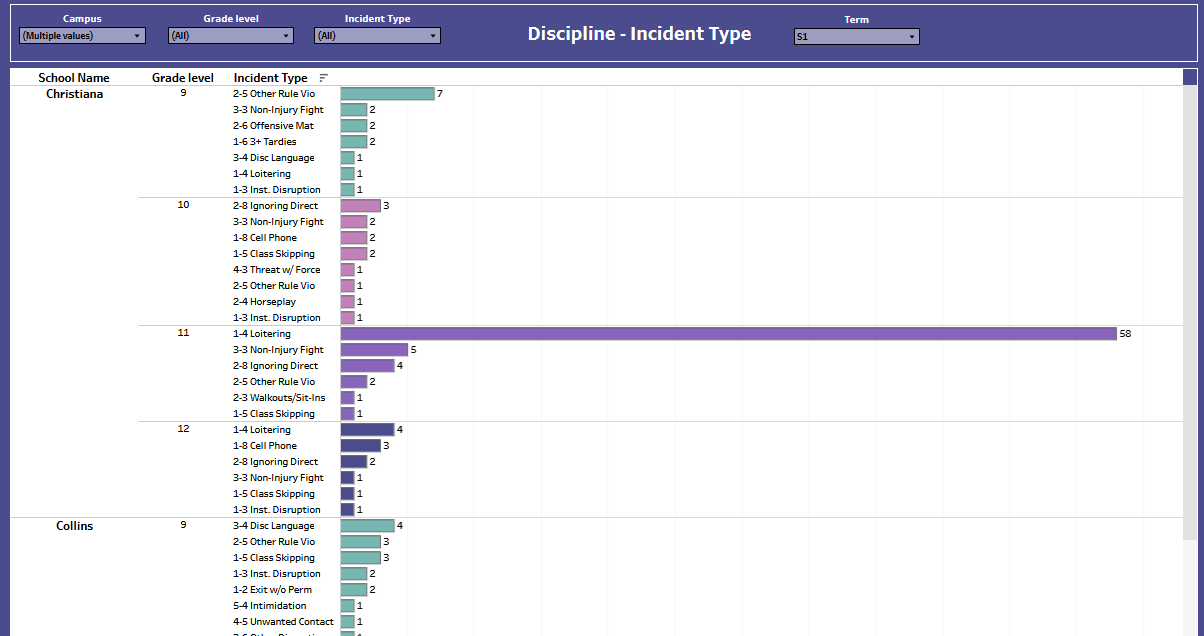 Campus Grade level Incident Type Term
(Multiple values) (All) (All) Discipline - Incident Type S1
School Name Grade level Incident Type
Christiana 9 2-5 Other Rule Vio 7
3-3 Non-Injury Fight 2
2-6 Offensive Mat 2
1-6 3+ Tardies 2
3-4 Disc Language 1
1-4 Loitering 1
1-3 Inst. Disruption 1
10 2-8 Ignoring Direct 3
3-3 Non-Injury Fight 2
1-8 Cell Phone 2
1-5 Class Skipping 2
4-3 Threat w/ Force 1
2-5 Other Rule Vio 1
2-4 Horseplay 1
1-3 Inst. Disruption 1
11 1-4 Loitering 58
3-3 Non-Injury Fight 5
2-8 Ignoring Direct 4
2-5 Other Rule Vio 2
2-3 Walkouts/Sit-Ins 1
1-5 Class Skipping 1
12 1-4 Loitering 4
1-8 Cell Phone 3
2-8 Ignoring Direct 2
3-3 Non-Injury Fight 1
1-5 Class Skipping 1
1-3 Inst. Disruption 1
Collins 9 3-4 Disc Language 4
2-5 Other Rule Vio 3
1-5 Class Skipping 3
1-3 Inst. Disruption 2
1-2 Exit w/o Perm 2
5-4 Intimidation 1
4-5 Unwanted Contact 1